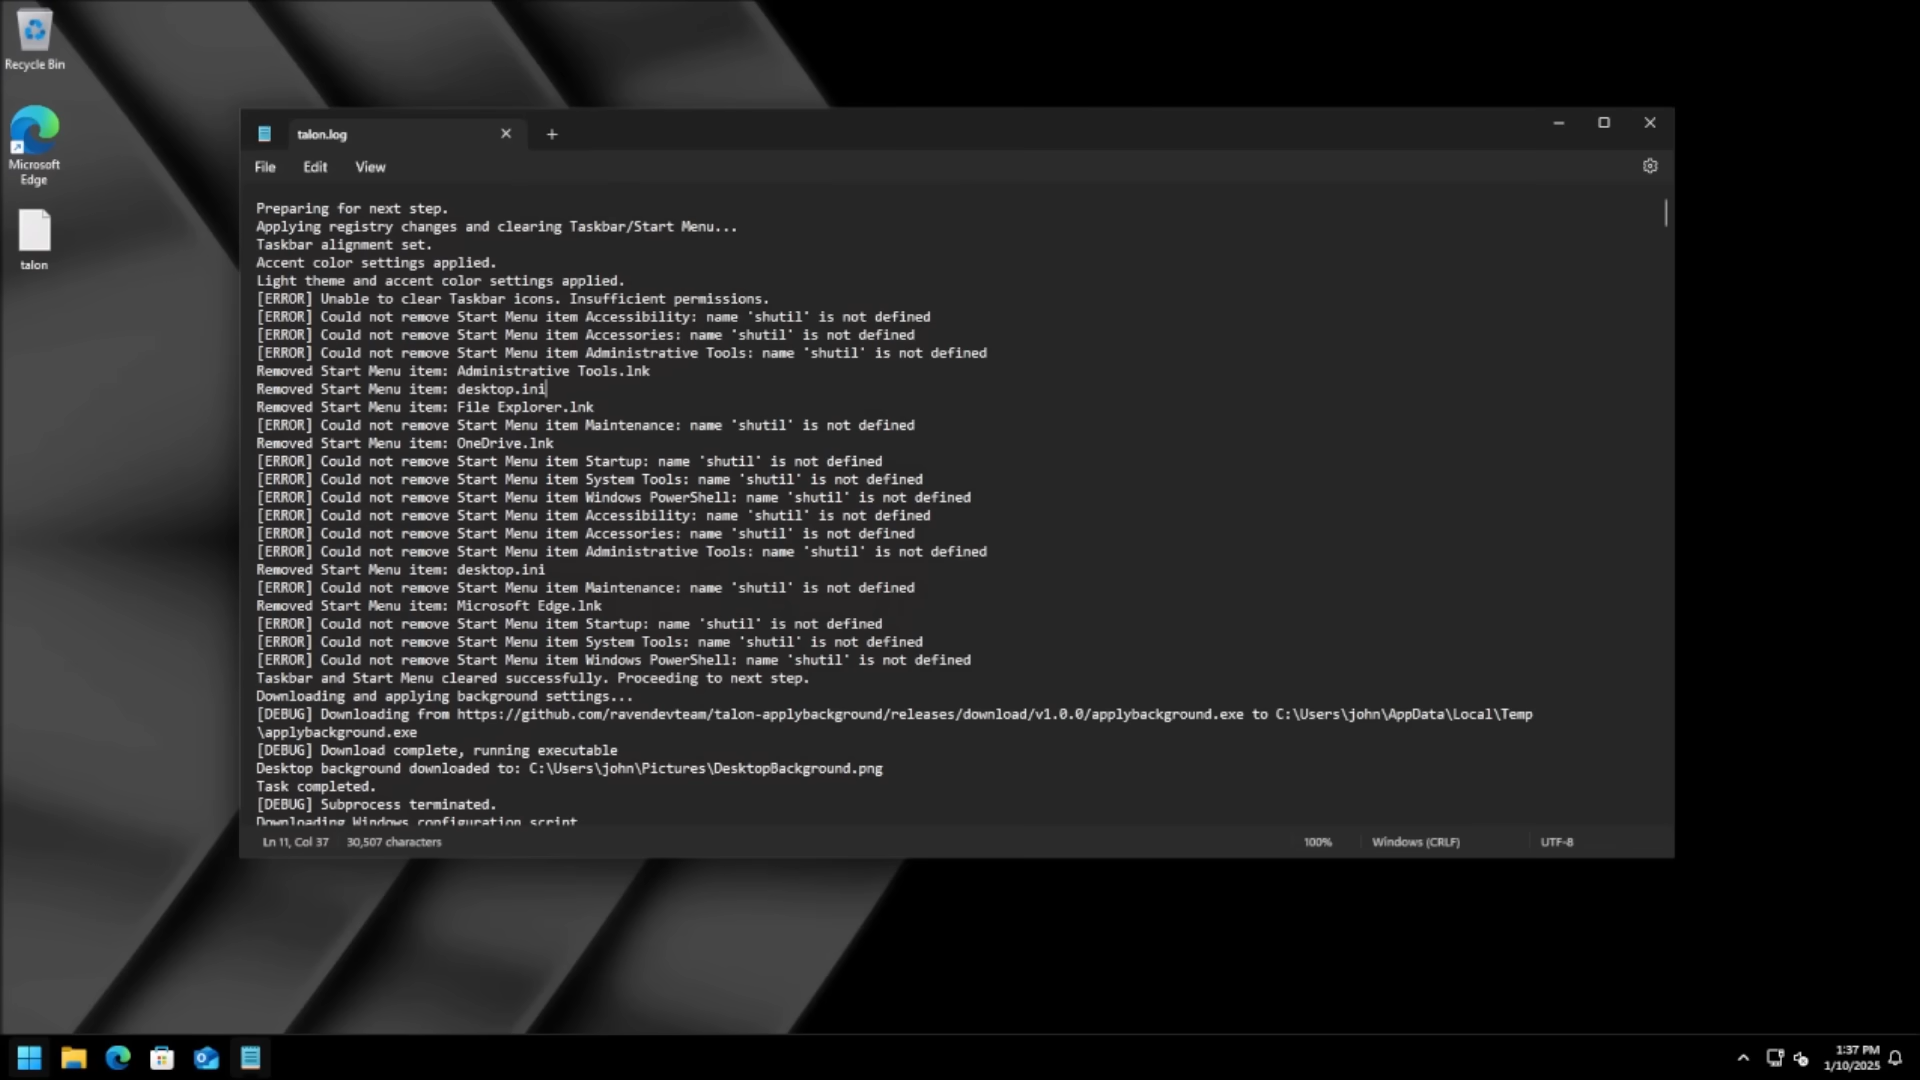 Recycle Bin
Microsoft
Edge
talon
talon.log
File Edit View
Preparing for next step.
Applying registry changes and clearing Taskbar/Start Menu...
Taskbar alignment set.
Accent color settings applied.
Light theme and accent color settings applied.
[ERROR] Unable to clear Taskbar icons. Insufficient permissions.
[ERROR] Could not remove Start Menu item Accessibility: name 'shutil' is not defined
[ERROR] Could not remove Start Menu item Accessories: name 'shutil' is not defined
[ERROR] Could not remove Start Menu item Administrative Tools: name 'shutil' is not defined
Removed Start Menu item: Administrative Tools.lnk
Removed Start Menu item: desktop.ini
Removed Start Menu item: File Explorer.lnk
[ERROR] Could not remove Start Menu item Maintenance: name 'shutil' is not defined
Removed Start Menu item: OneDrive.lnk
[ERROR] Could not remove Start Menu item Startup: name 'shutil' is not defined
[ERROR] Could not remove Start Menu item System Tools: name 'shutil' is not defined
[ERROR] Could not remove Start Menu item Windows PowerShell: name 'shutil' is not defined
[ERROR] Could not remove Start Menu item Accessibility: name 'shutil' is not defined
[ERROR] Could not remove Start Menu item Accessories: name 'shutil' is not defined
[ERROR] Could not remove Start Menu item Administrative Tools: name 'shutil' is not defined
Removed Start Menu item: desktop.ini
[ERROR] Could not remove Start Menu item Maintenance: name 'shutil' is not defined
Removed Start Menu item: Microsoft Edge.lnk
[ERROR] Could not remove Start Menu item Startup: name 'shutil' is not defined
[ERROR] Could not remove Start Menu item System Tools: name 'shutil' is not defined
[ERROR] Could not remove Start Menu item Windows PowerShell: name 'shutil' is not defined
Taskbar and Start Menu cleared successfully. Proceeding to next step.
Downloading and applying background settings...
[DEBUG] Downloading from https://github.com/ravendevteam/talon-applybackground/releases/download/v1.0.0/applybackground.exe to C:\Users\john\AppData\Local\Temp
\applybackground.exe
[DEBUG] Download complete, running executable
Desktop background downloaded to: C:\Users\john\Pictures\DesktopBackground.png
Task completed.
[DEBUG] Subprocess terminated.
Downloading Windows configuration script
Ln 11, Col 37 30,507 characters 100% Windows (CRLF) UTF-8
1:37 PM
1/10/2025